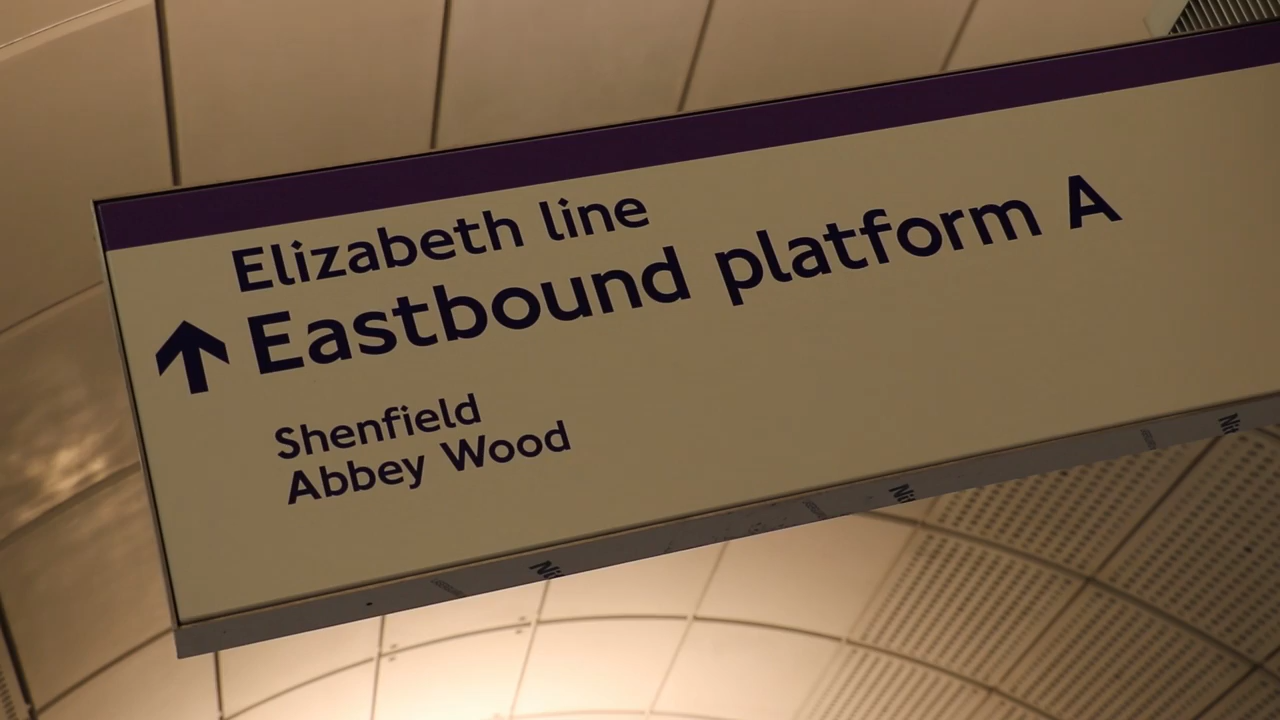 Elizabeth line
Eastbound platform A
Shenfield
Abbey Wood